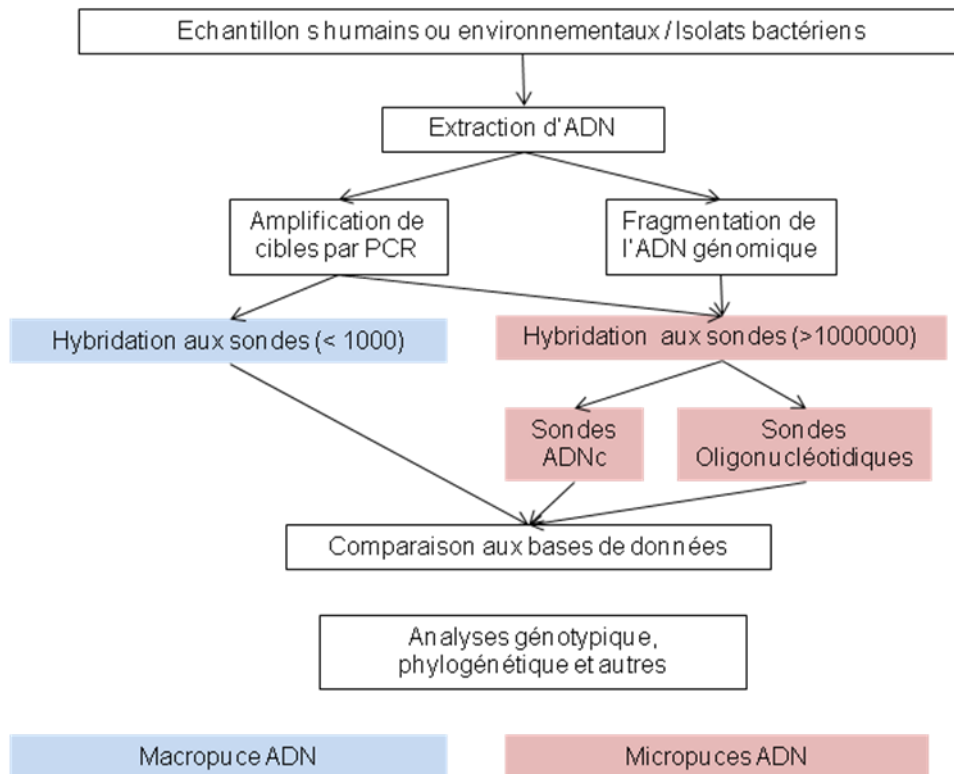 Echantillon s humains ou environnementaux / Isolats bactériens
Extraction d'ADN
Amplification de
cibles par PCR
Fragmentation de
l'ADN génomique
Hybridation aux sondes (< 1000)
Hybridation aux sondes (>1000000)
Sondes
ADNc
Sondes
Oligonucléotidiques
Comparaison aux bases de données
Analyses génotypique,
phylogénétique et autres
Macropuce ADN
Micropuces ADN